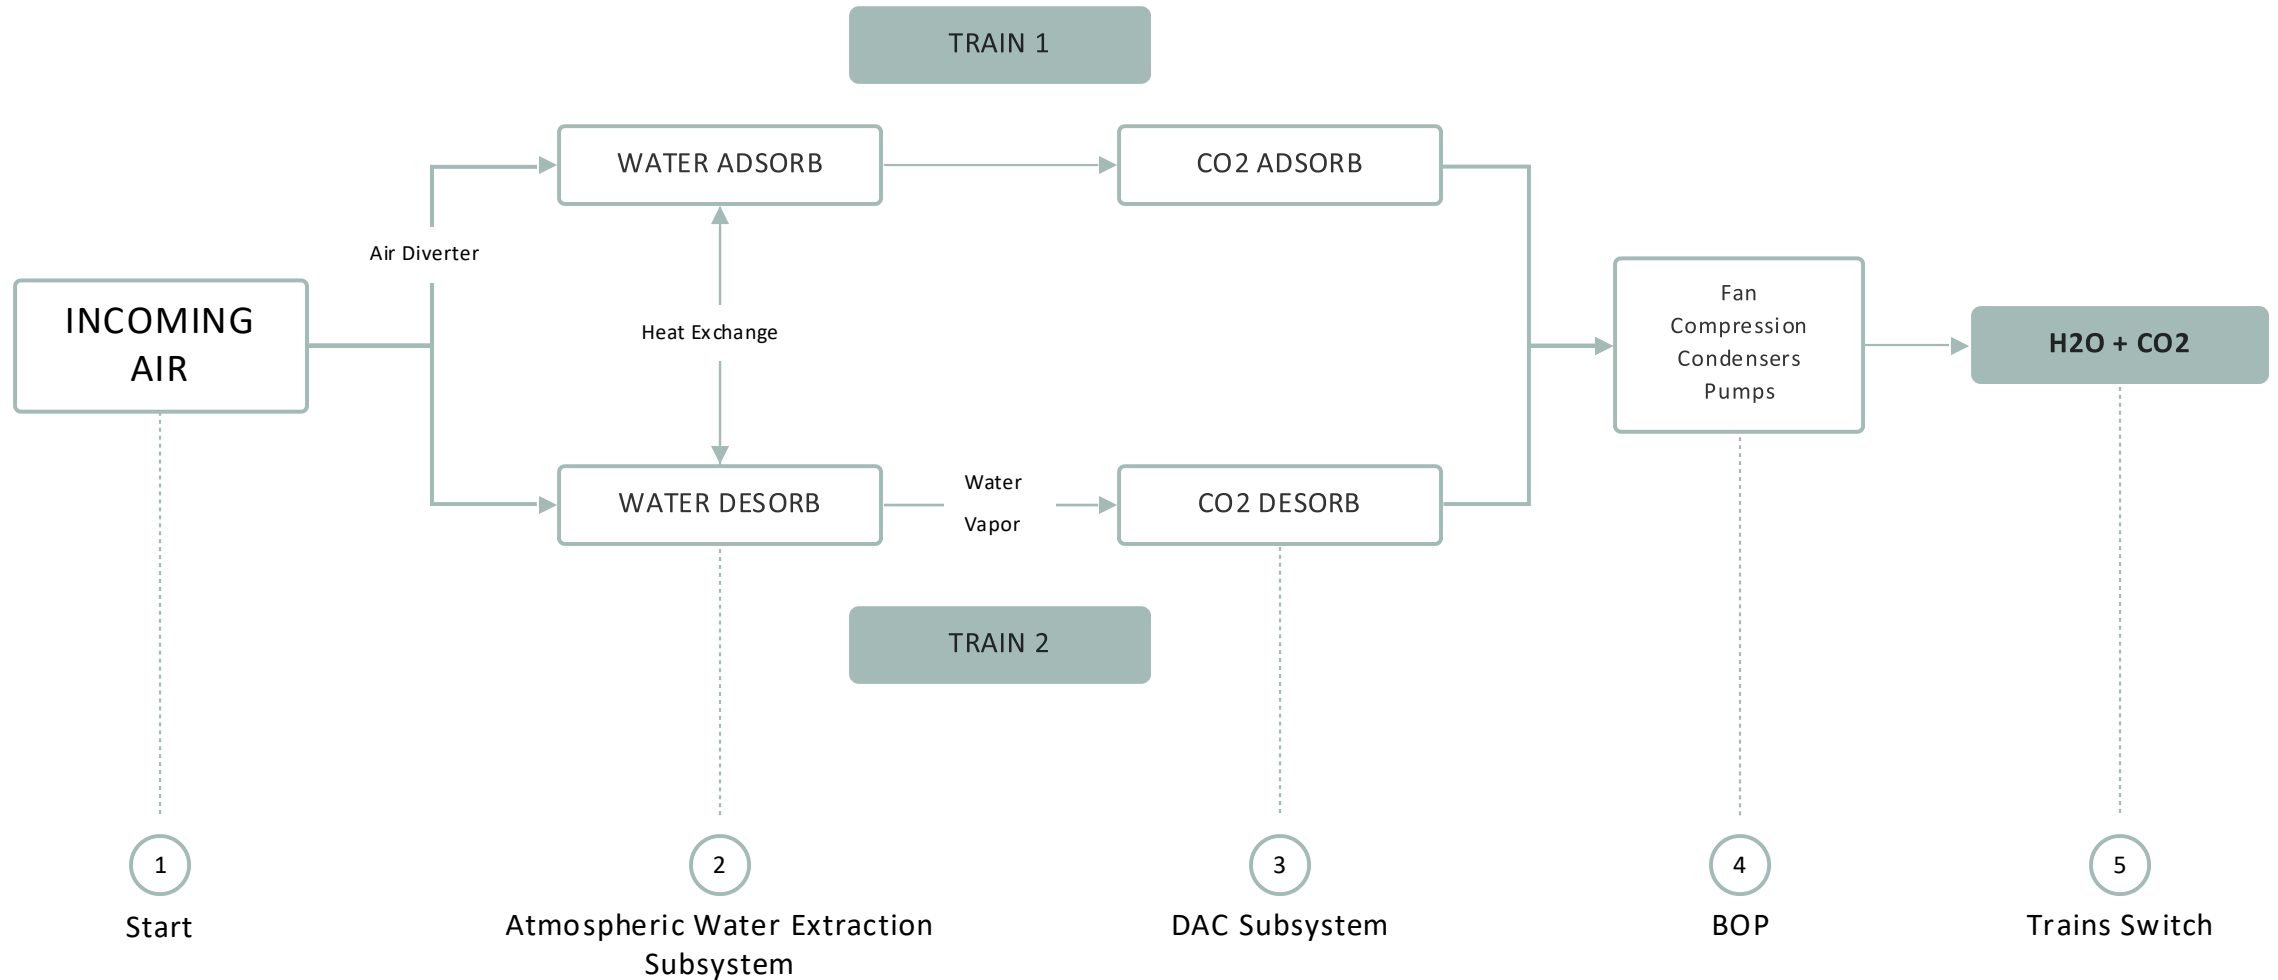 TRAIN 1
WATER ADSORB
CO2 ADSORB
Air Diverter
INCOMING
AIR
Heat Exchange
Fan
Compression
Condensers
Pumps
H2O + CO2
WATER DESORB
Water
Vapor
CO2 DESORB
TRAIN 2
1
Start
2
Atmospheric Water Extraction
Subsystem
3
DAC Subsystem
4
BOP
5
Trains Switch